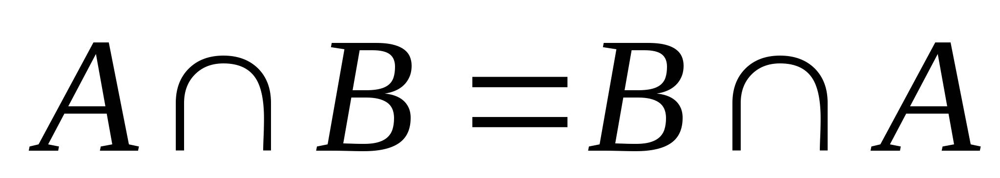 A ∩ B = B ∩ A